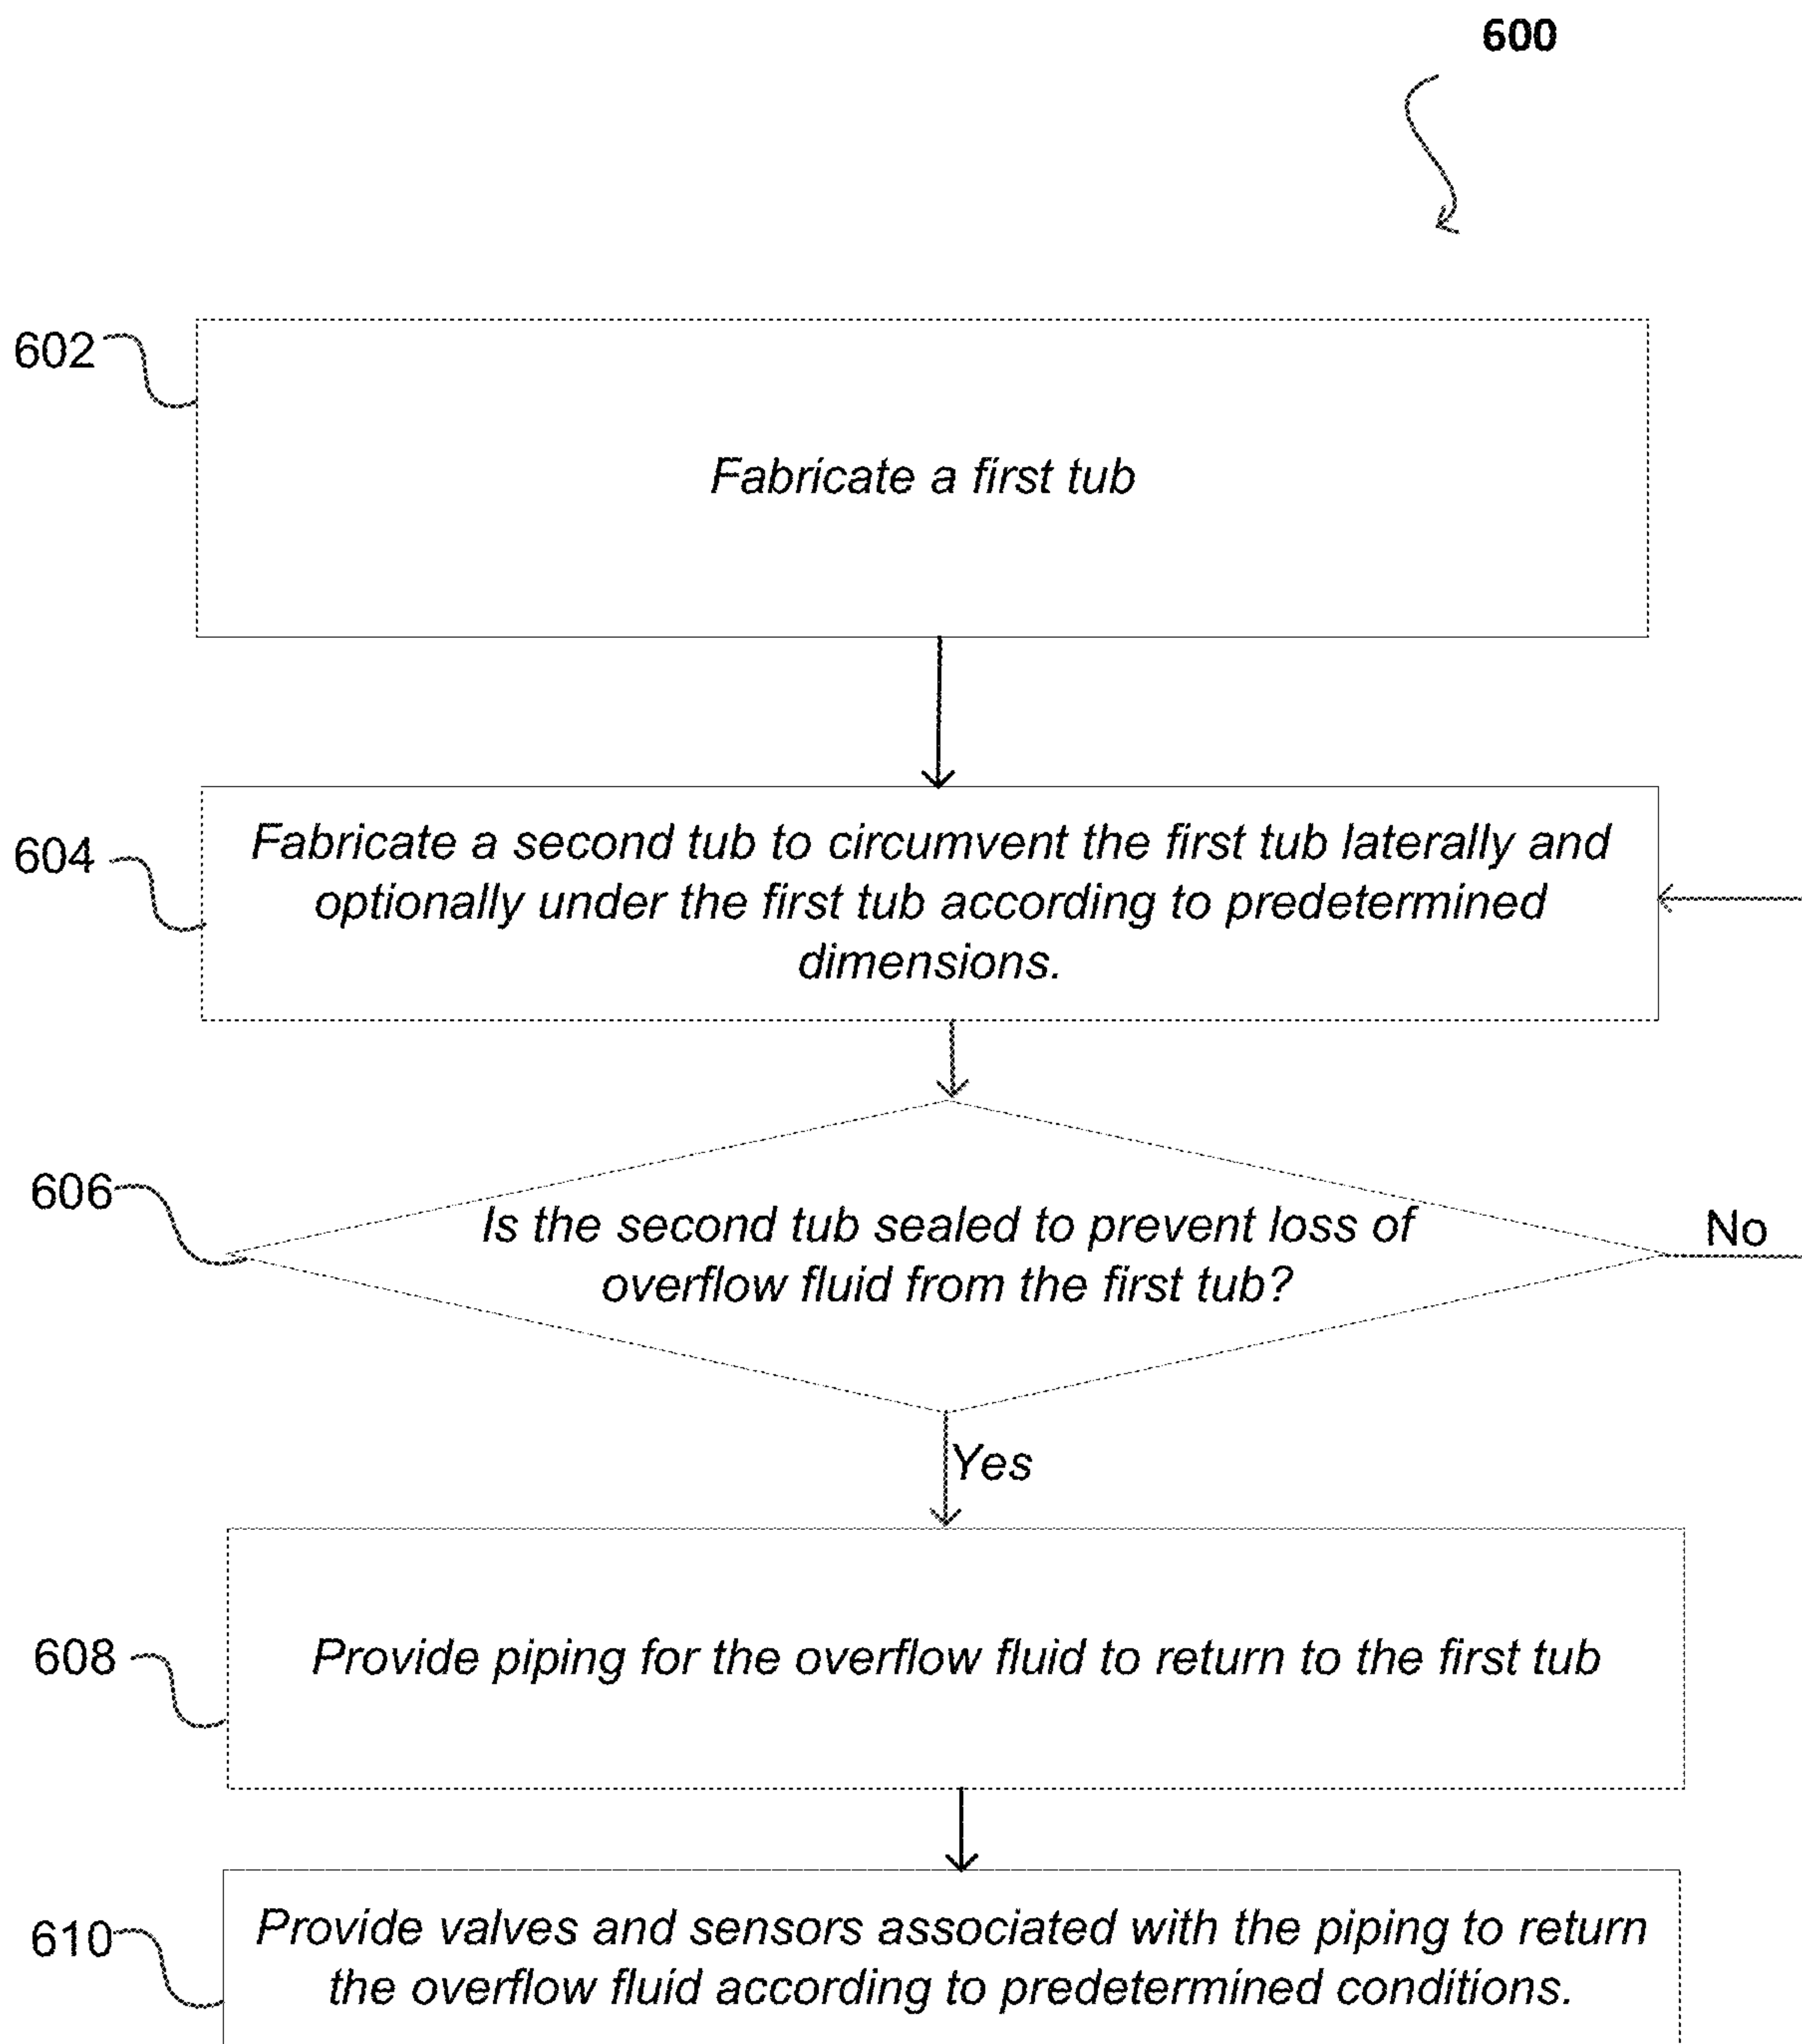 600
602
Fabricate a first tub
604
Fabricate a second tub to circumvent the first tub laterally and
optionally under the first tub according to predetermined
dimensions.
606
Is the second tub sealed to prevent loss of
overflow fluid from the first tub?
No
Yes
608
Provide piping for the overflow fluid to return to the first tub
610
Provide valves and sensors associated with the piping to return
the overflow fluid according to predetermined conditions.